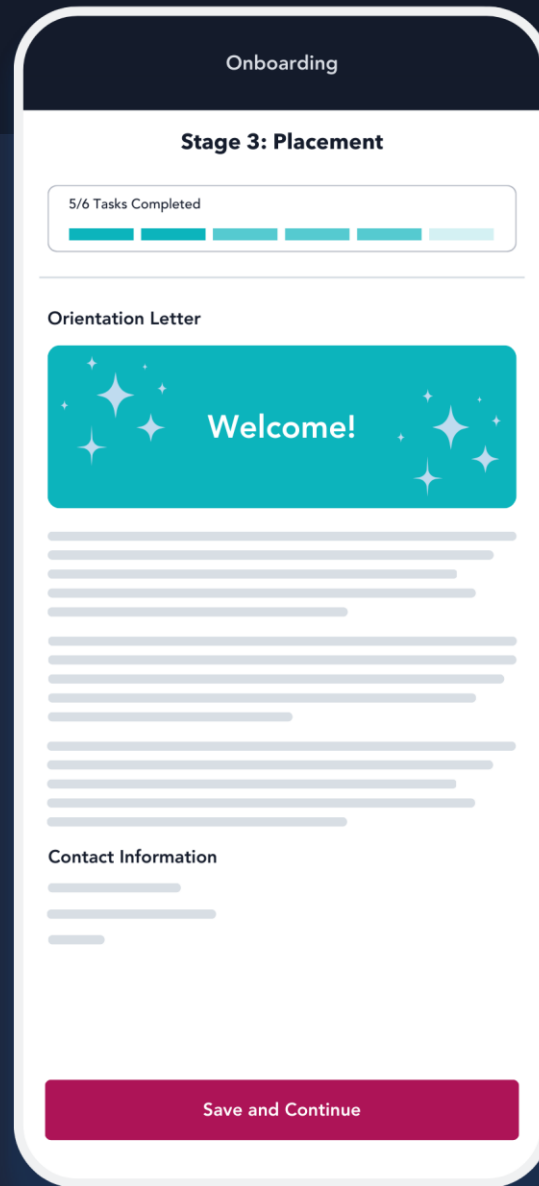 Onboarding
Stage 3: Placement
5/6 Tasks Completed
Orientation Letter
Welcome!
Contact Information
Save and Continue